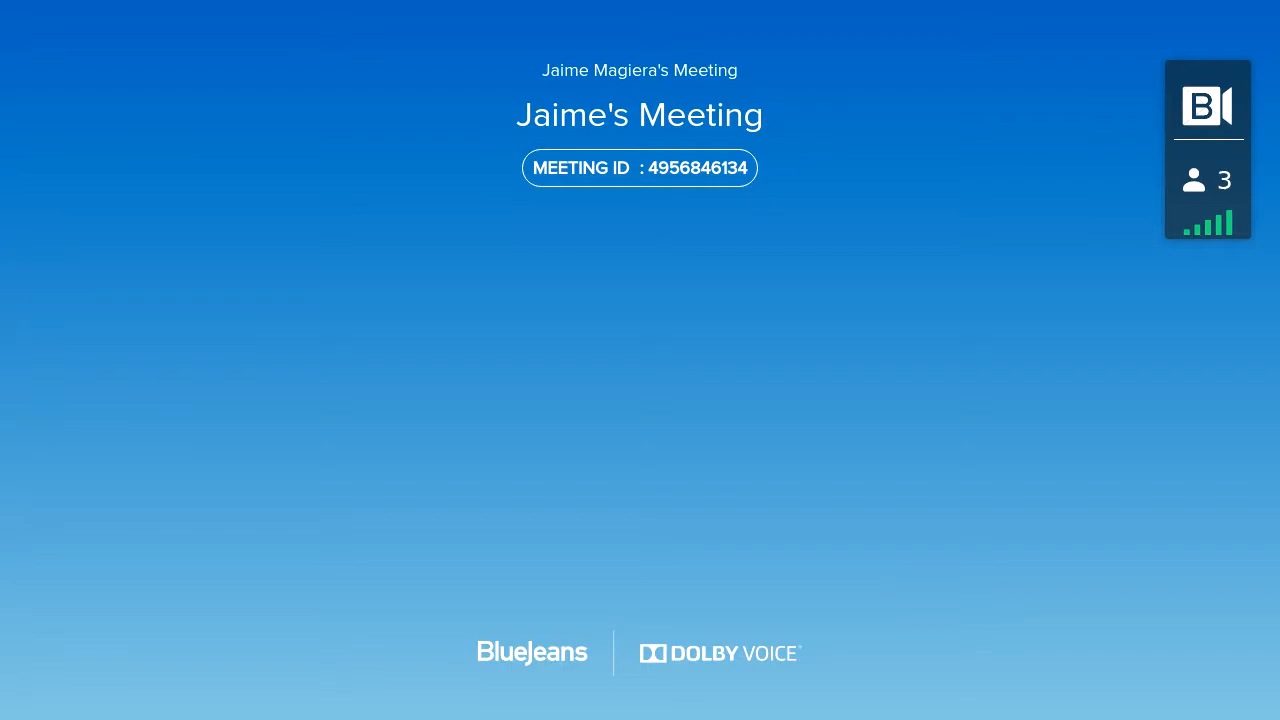 Jaime Magiera's Meeting
Jaime's Meeting
MEETING ID : 4956846134
B
3
BlueJeans
DOLBY VOICE